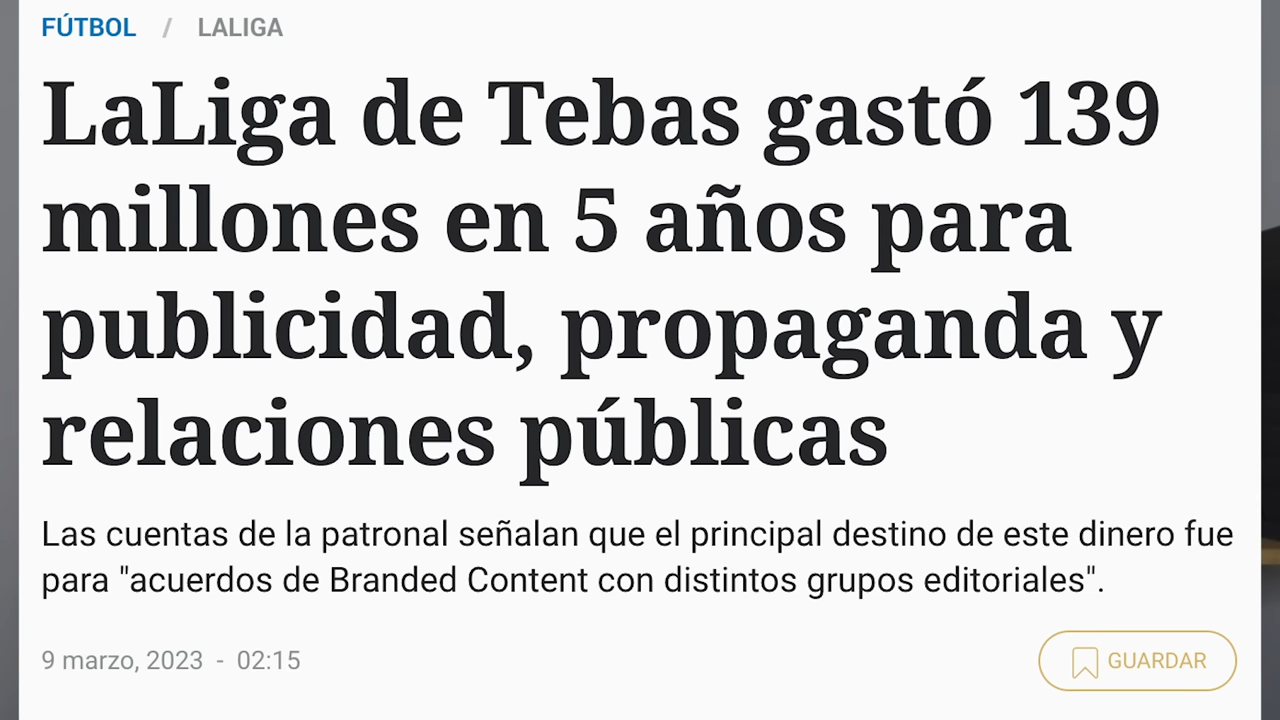 FÚTBOL / LALIGA
LaLiga de Tebas gastó 139
millones en 5 años para
publicidad, propaganda y
relaciones públicas
Las cuentas de la patronal señalan que el principal destino de este dinero fue
para "acuerdos de Branded Content con distintos grupos editoriales".
9 marzo, 2023 - 02:15
GUARDAR